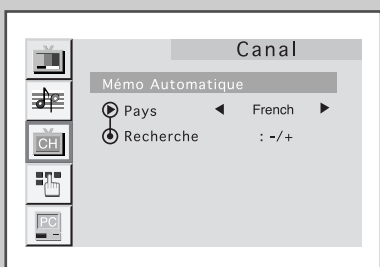 Canal
Mémo Automatique
Pays ◀ French ▶
CH
Recherche : -/+
PC